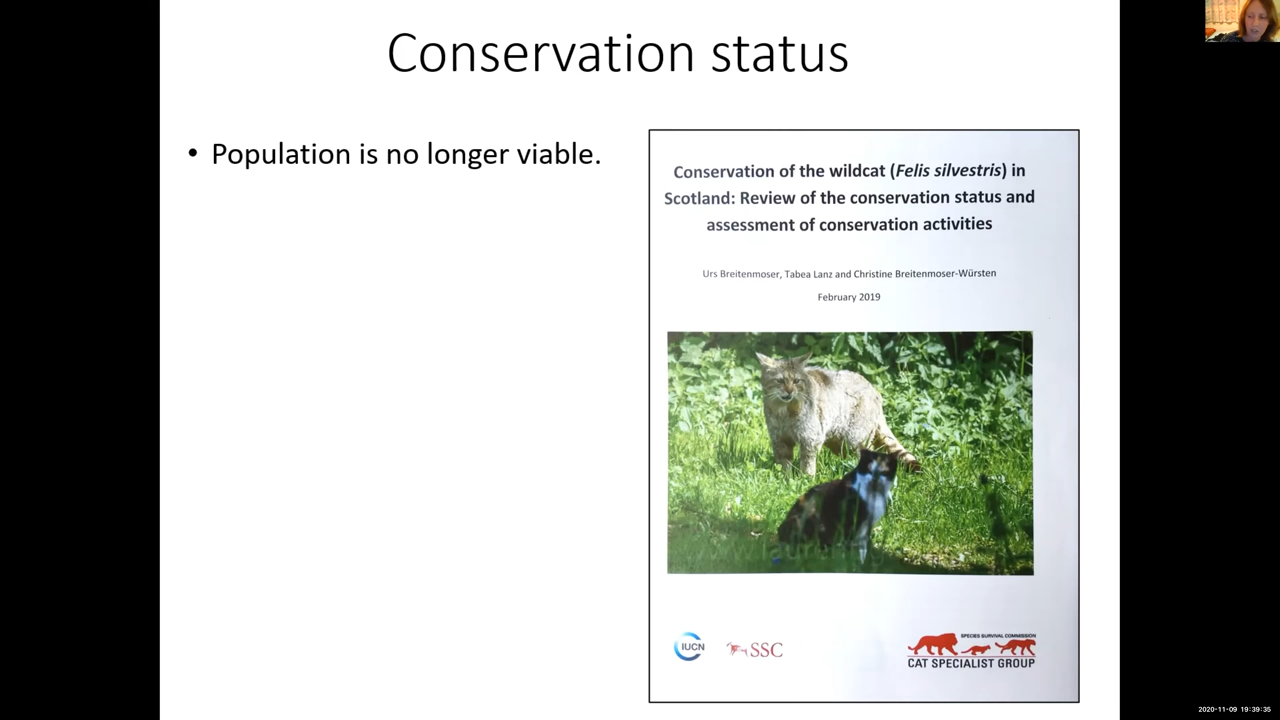 Conservation status
• Population is no longer viable.
Conservation of the wildcat (Felis silvestris) in
Scotland: Review of the conservation status and
assessment of conservation activities
Urs Breitenmoser, Tabea Lanz and Christine Breitenmoser-Würsten
February 2019
IUCN
SSC
SPECIES SURVIVAL COMMISSION
CAT SPECIALIST GROUP
2020-11-09 19:39:35